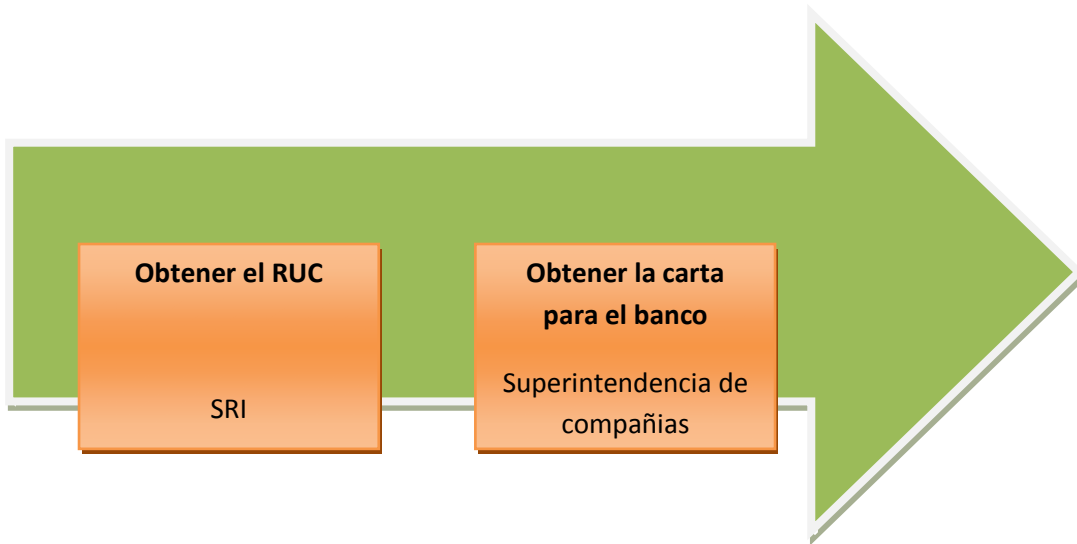 Obtener el RUC
SRI
Obtener la carta
para el banco
Superintendencia de
compañias